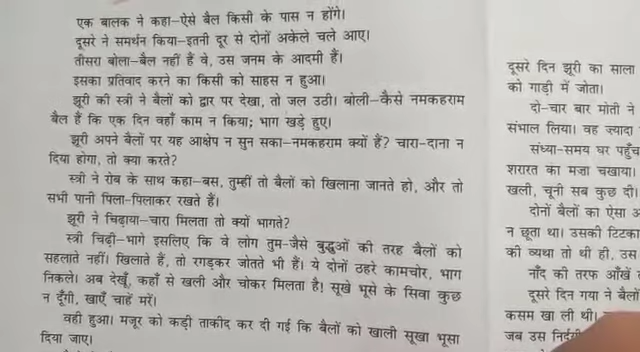 एक बालक ने कहा—ऐसे बैल किसी के पास न होंगे।
दूसरे ने समर्थन किया—इतनी दूर से दोनों अकेले चले आए।
तीसरा बोला—बैल नहीं हैं वे, उस जनम के आदमी हैं।
इसका प्रतिवाद करने का किसी को साहस न हुआ।
झूरी की स्त्री ने बैलों को द्वार पर देखा, तो जल उठी। बोली—कैसे नमकहराम
बैल हैं कि एक दिन वहाँ काम न किया; भाग खड़े हुए।
झूरी अपने बैलों पर यह आक्षेप न सुन सका—नमकहराम क्यों हैं? चारा-दाना न
दिया होगा, तो क्या करते?
स्त्री ने रोब के साथ कहा—बस, तुम्हीं तो बैलों को खिलाना जानते हो, और तो
सभी पानी पिला-पिलाकर रखते हैं।
झूरी ने चिढ़ाया—चारा मिलता तो क्यों भागते?
स्त्री चिढ़ी—भागे इसलिए कि वे लोग तुम-जैसे बुद्धुओं की तरह बैलों को
सहलाते नहीं। खिलाते हैं, तो रगड़कर जोतते भी हैं। ये दोनों ठहरे कामचोर, भाग
निकले। अब देखूँ, कहाँ से खली और चोकर मिलता है! सूखे भूसे के सिवा कुछ
न दूँगी, खाएँ चाहें मरें।
वही हुआ। मजूर को कड़ी ताकीद कर दी गई कि बैलों को खाली सूखा भूसा
दिया जाए।
दूसरे दिन झूरी का साला
को गाड़ी में जोता।
दो-चार बार मोती ने
संभाल लिया। वह ज़्यादा
संध्या-समय घर पहुँच
शरारत का मज़ा चखाया।
खली, चूनी सब कुछ दी।
दोनों बैलों का ऐसा अ
न छूता था। उसकी टिटका
की व्यथा तो थी ही, उस
नाँद की तरफ आँखें
दूसरे दिन गया ने बैलों
कसम खा ली थी।
जब उस निर्दयी